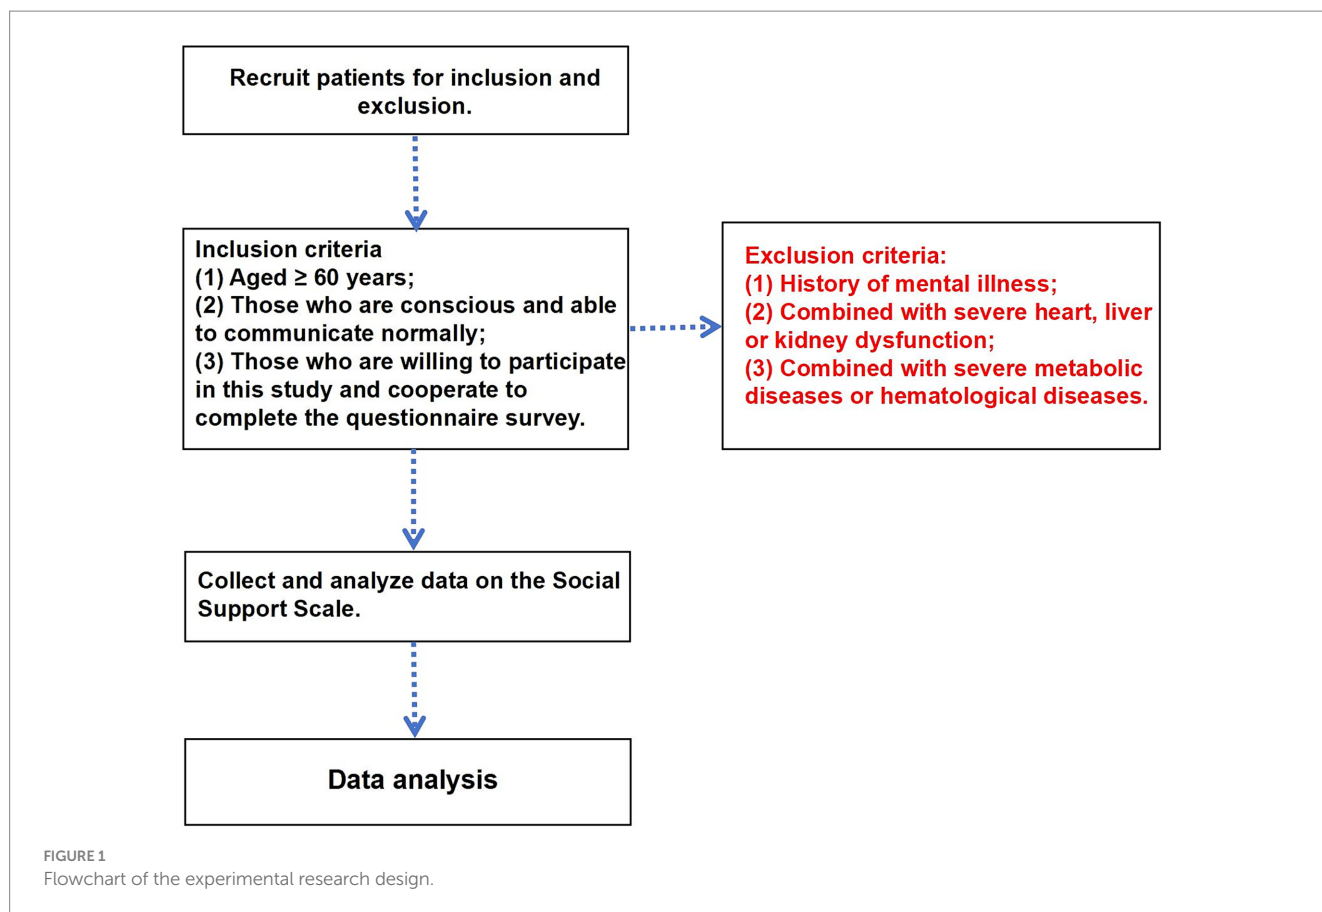 Recruit patients for inclusion and
exclusion.
Inclusion criteria
(1) Aged ≥ 60 years;
(2) Those who are conscious and able
to communicate normally;
(3) Those who are willing to participate
in this study and cooperate to
complete the questionnaire survey.
Exclusion criteria:
(1) History of mental illness;
(2) Combined with severe heart, liver
or kidney dysfunction;
(3) Combined with severe metabolic
diseases or hematological diseases.
Collect and analyze data on the Social
Support Scale.
Data analysis
FIGURE 1
Flowchart of the experimental research design.